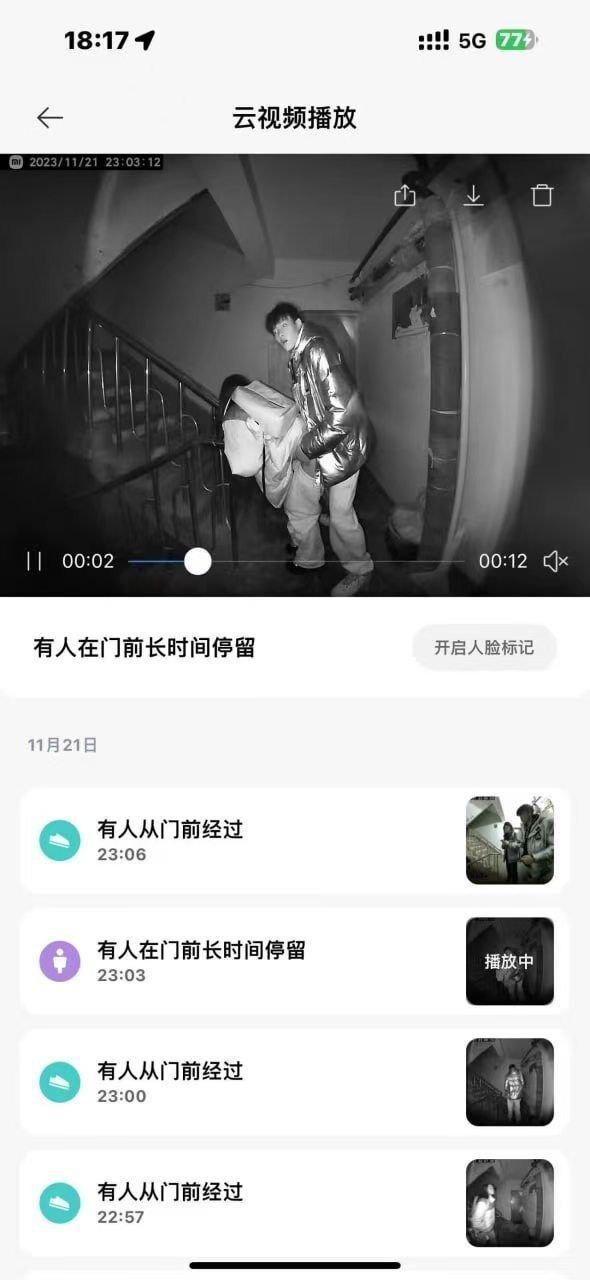 18:17
5G
77
云视频播放
mi 2023/11/21 23:03:12
00:02
00:12
有人在门前长时间停留
开启人脸标记
11月21日
有人从门前经过
23:06
有人在门前长时间停留
23:03
播放中
有人从门前经过
23:00
有人从门前经过
22:57